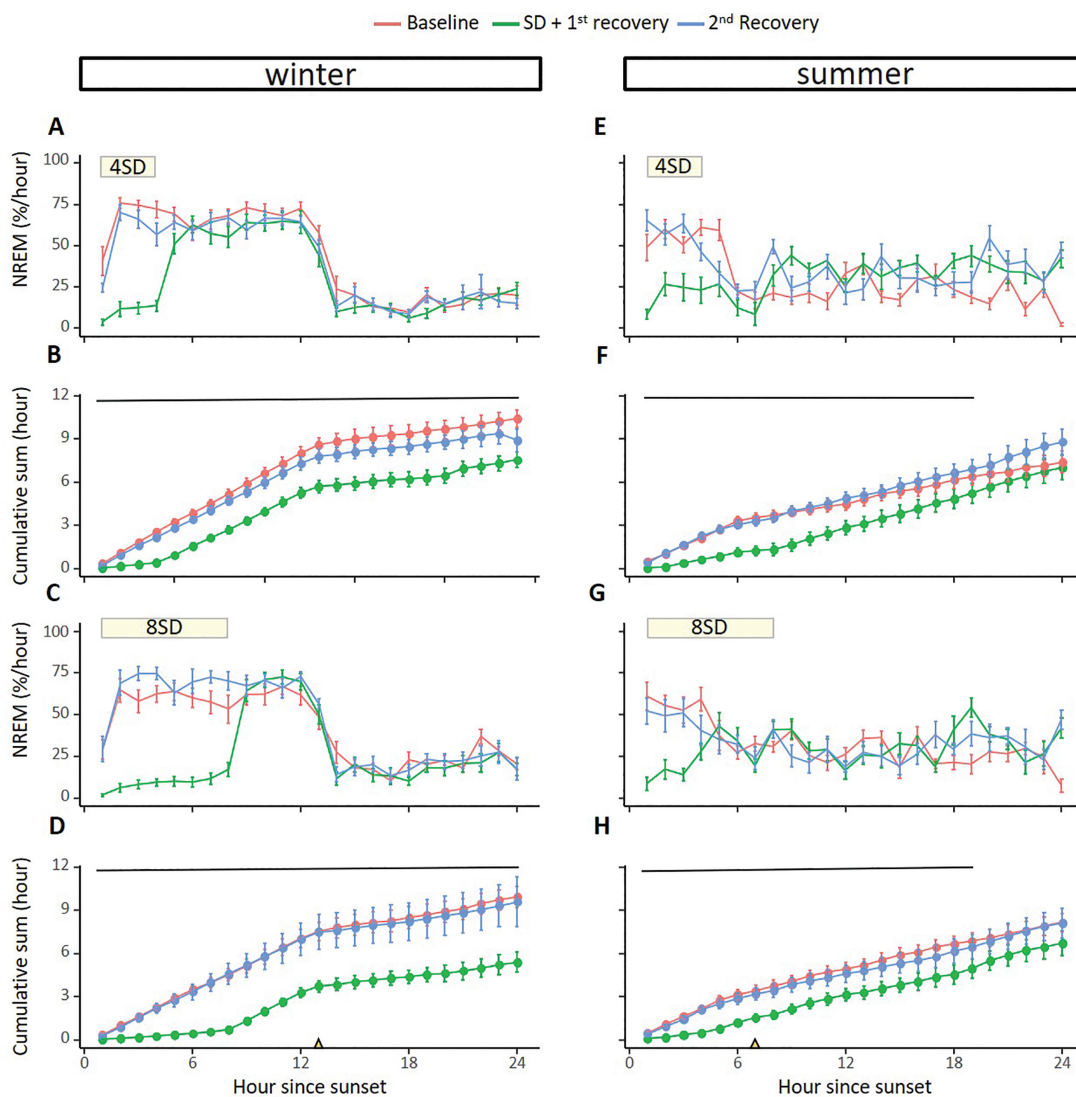 Baseline SD + 1st recovery 2nd Recovery
winter
summer
A
E
NREM (%/hour)
100
75
50
25
0
4SD
4SD
B
F
Cumulative sum (hour)
12
9
6
3
0
C
G
NREM (%/hour)
100
75
50
25
0
8SD
8SD
D
H
Cumulative sum (hour)
12
9
6
3
0
0 6 12 18 24
0 6 12 18 24
Hour since sunset
Hour since sunset